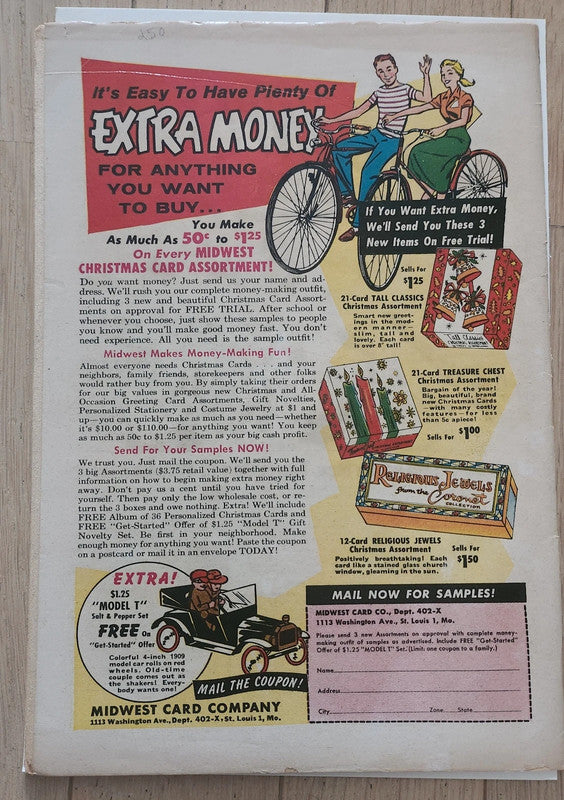 250
It's Easy To Have Plenty Of
EXTRA MONEY
FOR ANYTHING
YOU WANT
TO BUY...
You Make
As Much As 50¢ to $1.25
On Every MIDWEST
CHRISTMAS CARD ASSORTMENT!
Do you want money? Just send us your name and ad-
dress. We'll rush you our complete money-making outfit,
including 3 new and beautiful Christmas Card Assort-
ments on approval for FREE TRIAL. After school or
whenever you choose, just show these samples to people
you know and you'll make good money fast. You don't
need experience. All you need is the sample outfit!
Midwest Makes Money-Making Fun!
Almost everyone needs Christmas Cards . . . and your
neighbors, family, friends, storekeepers and other folks
would rather buy from you. By simply taking their orders
for our big values in gorgeous new Christmas and All-
Occasion Greeting Card Assortments, Gift Novelties,
Personalized Stationery and Costume Jewelry at $1 and
up—you can quickly make as much as you need—whether
it's $10.00 or $110.00—for anything you want! You keep
as much as 50c to $1.25 per item as your big cash profit.
Send For Your Samples NOW!
We trust you. Just mail the coupon. We'll send you the
3 big Assortments ($3.75 retail value) together with full
information on how to begin making extra money right
away. Don't pay us a cent until you have tried for
yourself. Then pay only the low wholesale cost, or re-
turn the 3 boxes and owe nothing. Extra! We'll include
FREE Album of 36 Personalized Christmas Cards and
FREE "Get-Started" Offer of $1.25 "Model T" Gift
Novelty Set. Be first in your neighborhood. Make
enough money for anything you want! Paste the coupon
on a postcard or mail it in an envelope TODAY!
If You Want Extra Money,
We'll Send You These 3
New Items On Free Trial!
Sells For
$1.25
21-Card TALL CLASSICS
Christmas Assortment
Smart new greet-
ings in the mod-
ern manner—
slim, tall and
lovely. Each card
is over 8" tall!
Tall Classics
21-Card TREASURE CHEST
Christmas Assortment
Bargain of the year!
Big, beautiful, brand
new Christmas Cards
—with many costly
features—for less
than 5c apiece!
Sells For $1.00
RELIGIOUS JEWELS
from the Coronet
COLLECTION
12-Card RELIGIOUS JEWELS
Christmas Assortment
Sells For
$1.50
Positively breathtaking! Each
card like a stained glass church
window, gleaming in the sun.
EXTRA!
$1.25
"MODEL T"
Salt & Pepper Set
FREE On
"Get-Started" Offer
Colorful 4-inch 1909
model car rolls on red
wheels. Old-time
couple comes out as
the shakers! Every-
body wants one!
MAIL THE COUPON!
MIDWEST CARD COMPANY
1113 Washington Ave., Dept. 402-X, St. Louis 1, Mo.
MAIL NOW FOR SAMPLES!
MIDWEST CARD CO., Dept. 402-X
1113 Washington Ave., St. Louis 1, Mo.
Please send 3 new Assortments on approval with complete money-
making outfit of samples as advertised. Include FREE "Get-Started"
Offer of $1.25 "MODEL T" Set. (Limit: one coupon to a family.)
Name
Address
City Zone State